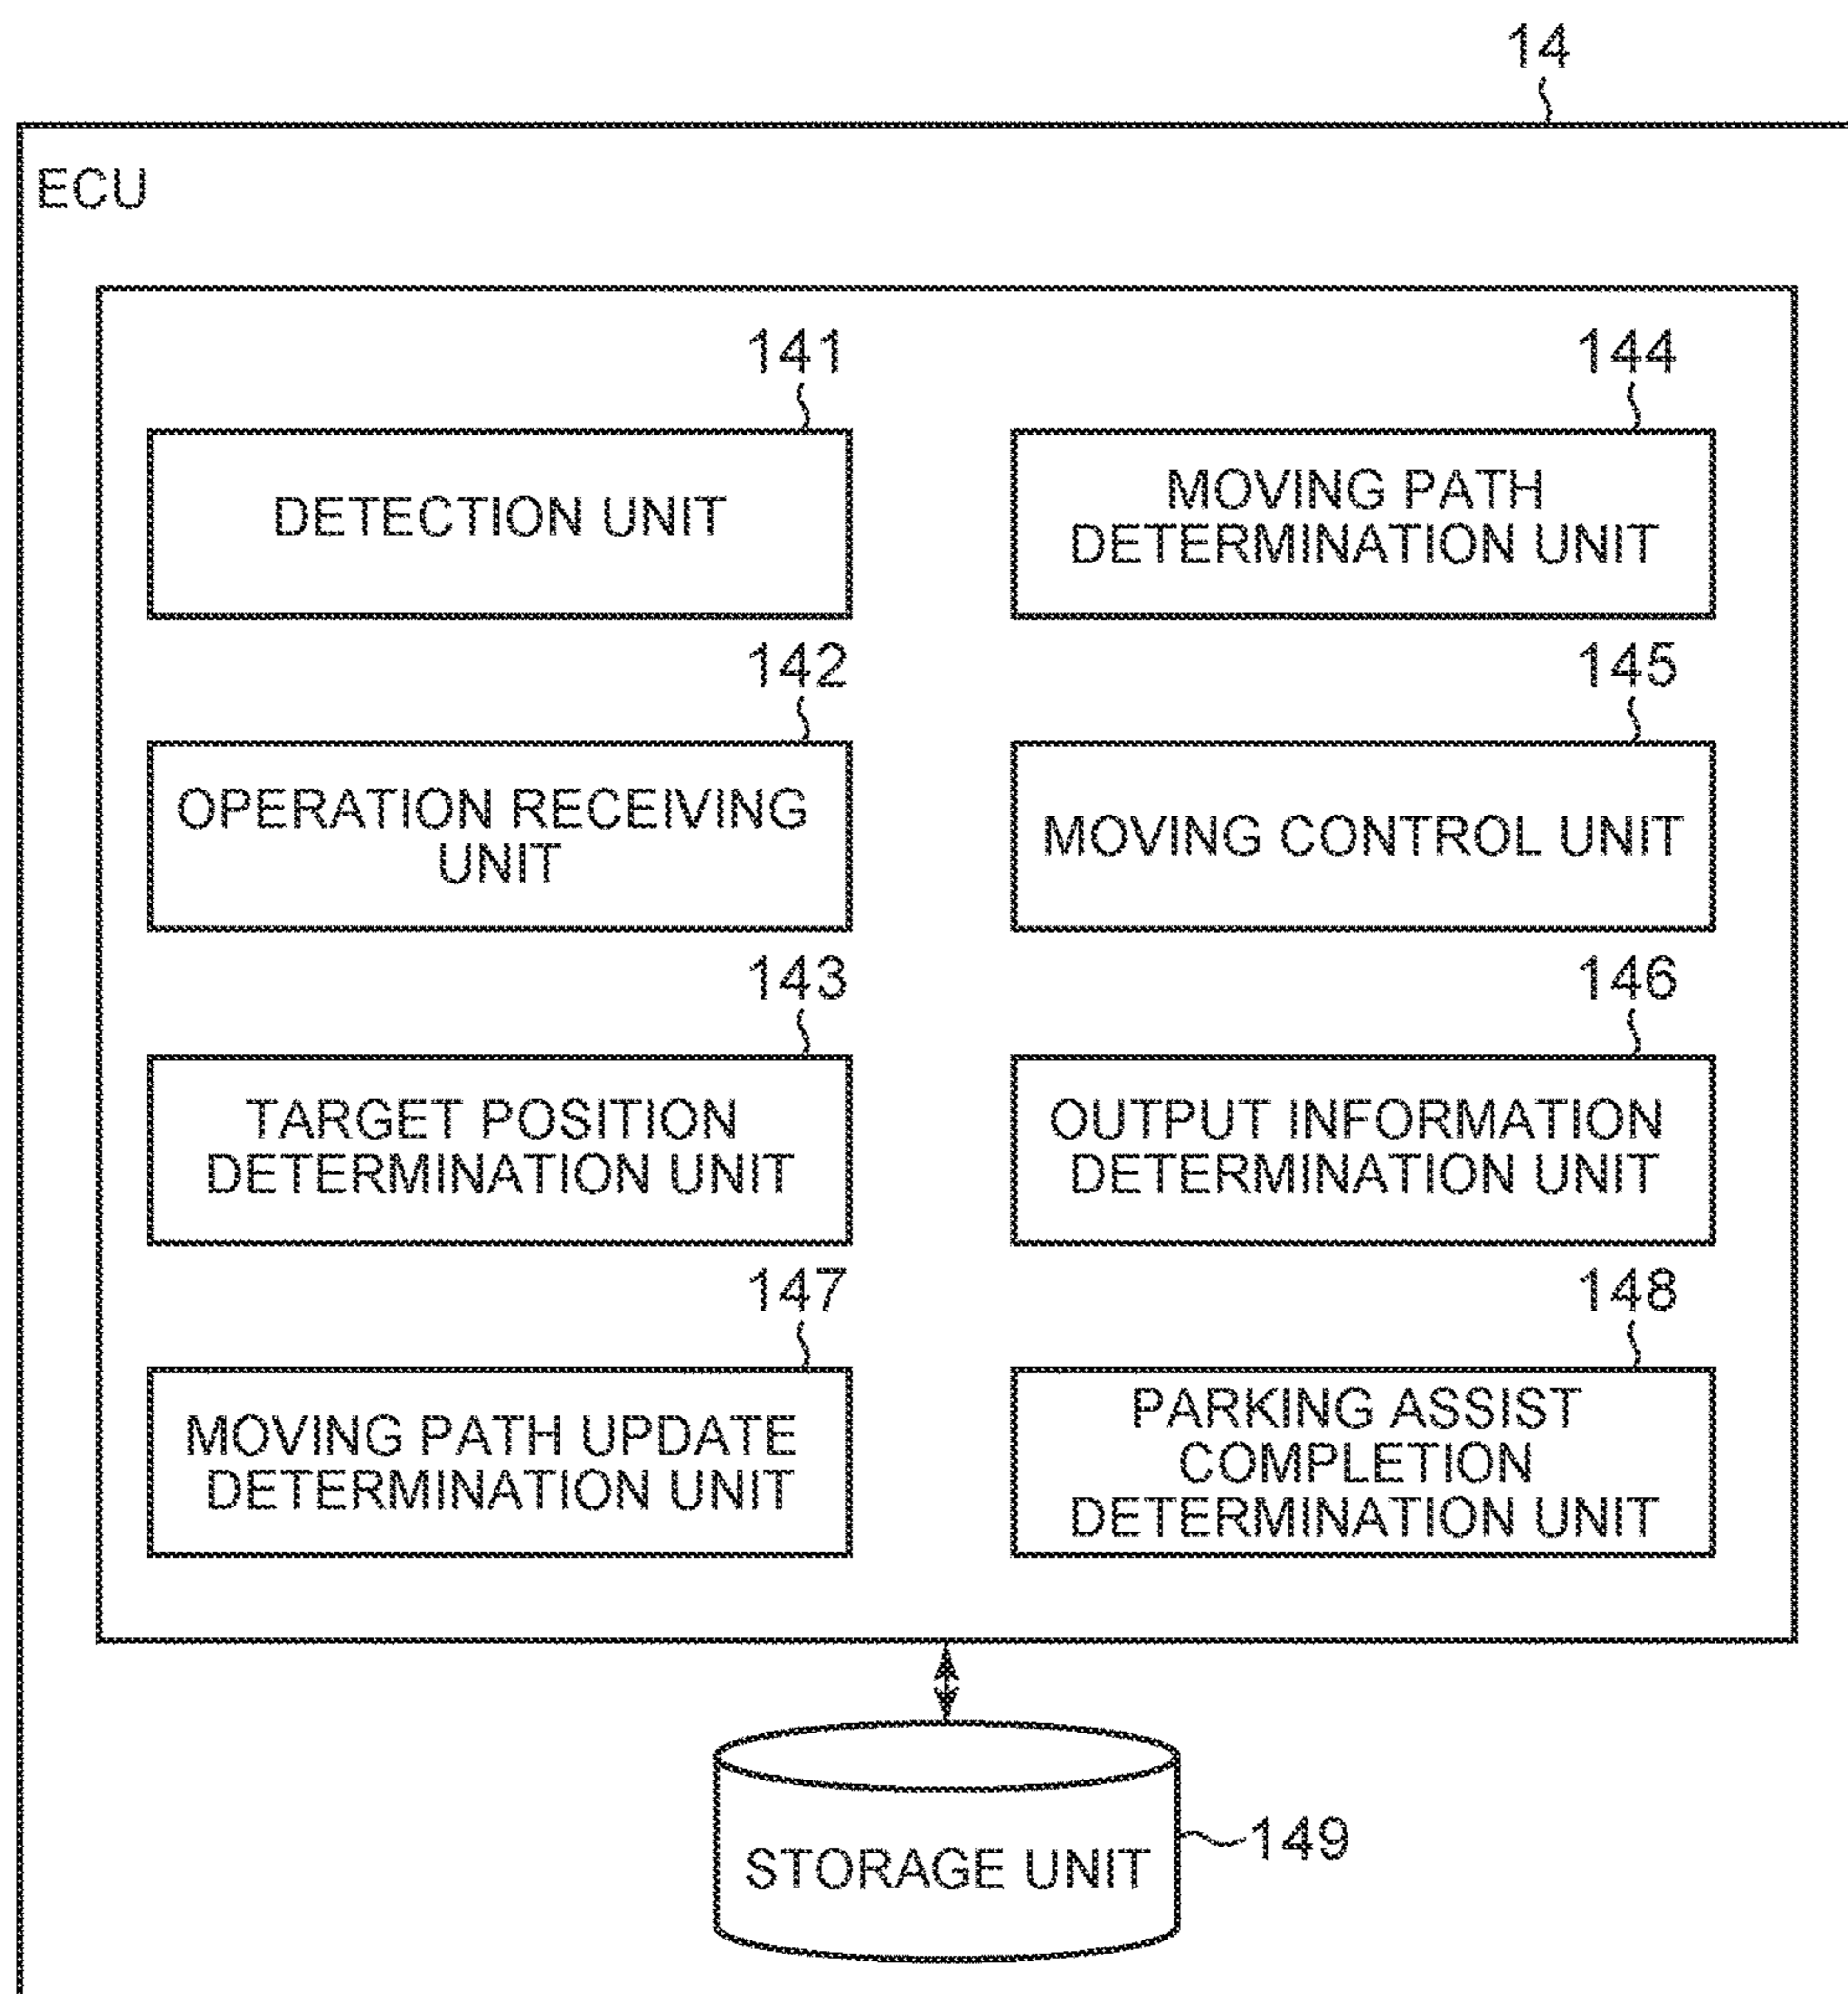 14
ECU
141
DETECTION UNIT
144
MOVING PATH
DETERMINATION UNIT
142
OPERATION RECEIVING
UNIT
145
MOVING CONTROL UNIT
143
TARGET POSITION
DETERMINATION UNIT
146
OUTPUT INFORMATION
DETERMINATION UNIT
147
MOVING PATH UPDATE
DETERMINATION UNIT
148
PARKING ASSIST
COMPLETION
DETERMINATION UNIT
STORAGE UNIT
149